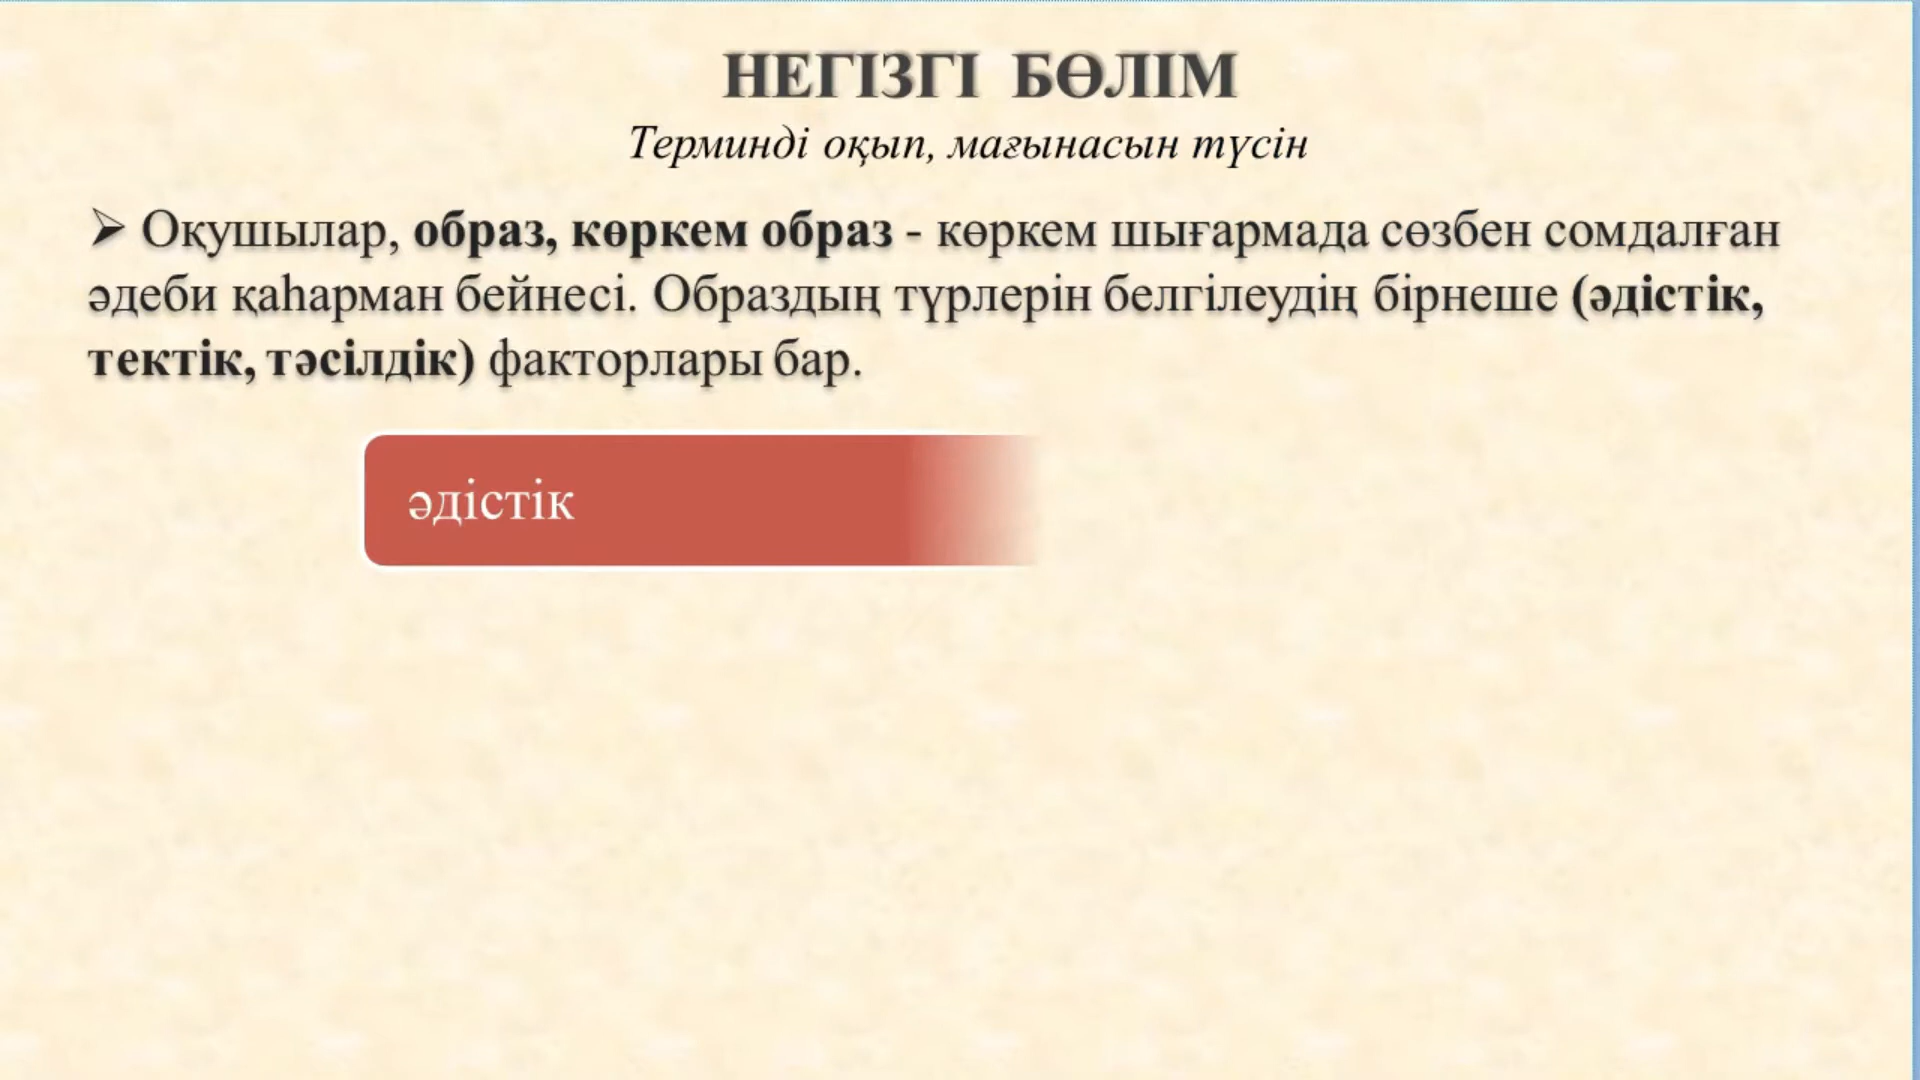 НЕГІЗГІ БӨЛІМ
Терминді оқып, мағынасын түсін
➢ Оқушылар, образ, көркем образ - көркем шығармада сөзбен сомдалған
әдеби қаһарман бейнесі. Образдың түрлерін белгілеудің бірнеше (әдістік,
тектік, тәсілдік) факторлары бар.
әдістік